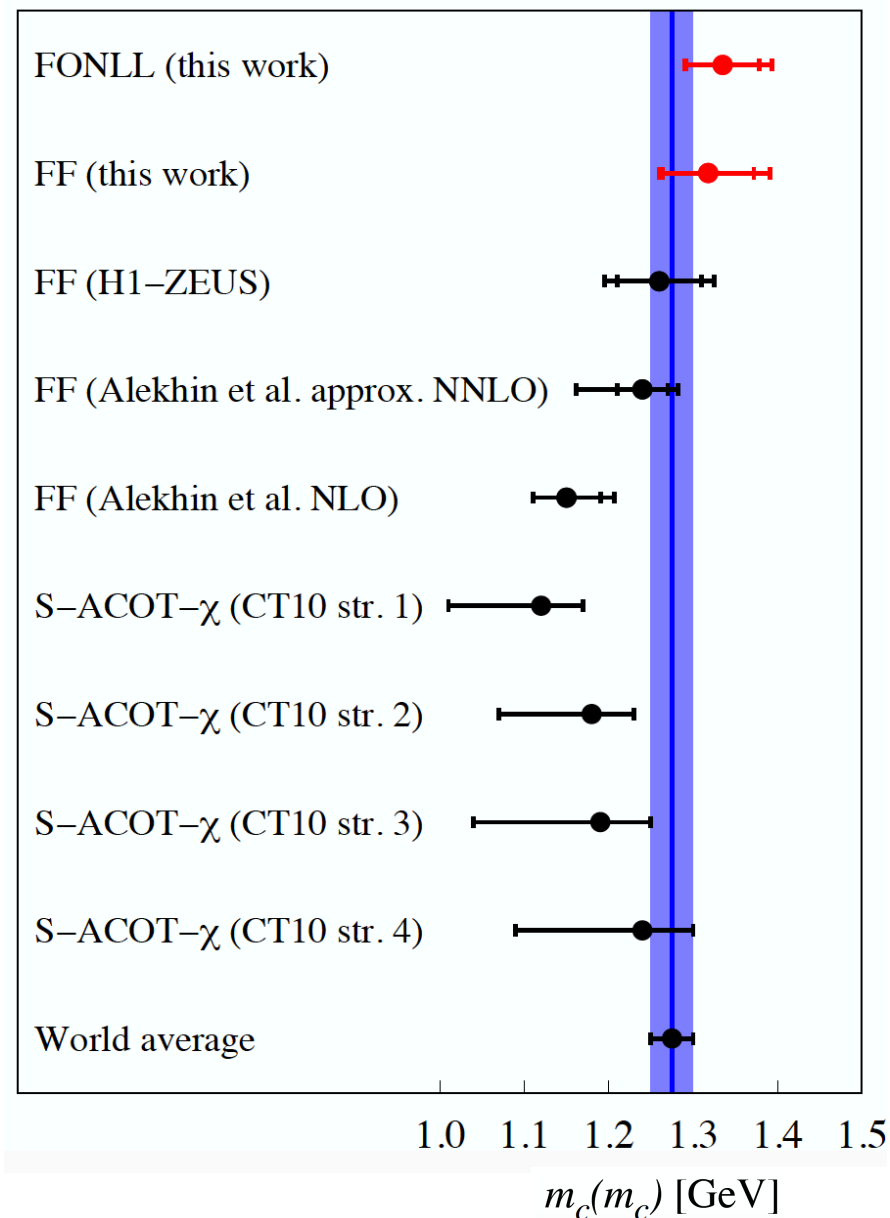 FONLL (this work)
FF (this work)
FF (H1−ZEUS)
FF (Alekhin et al. approx. NNLO)
FF (Alekhin et al. NLO)
S−ACOT−χ (CT10 str. 1)
S−ACOT−χ (CT10 str. 2)
S−ACOT−χ (CT10 str. 3)
S−ACOT−χ (CT10 str. 4)
World average
1.0 1.1 1.2 1.3 1.4 1.5
m_c(m_c) [GeV]